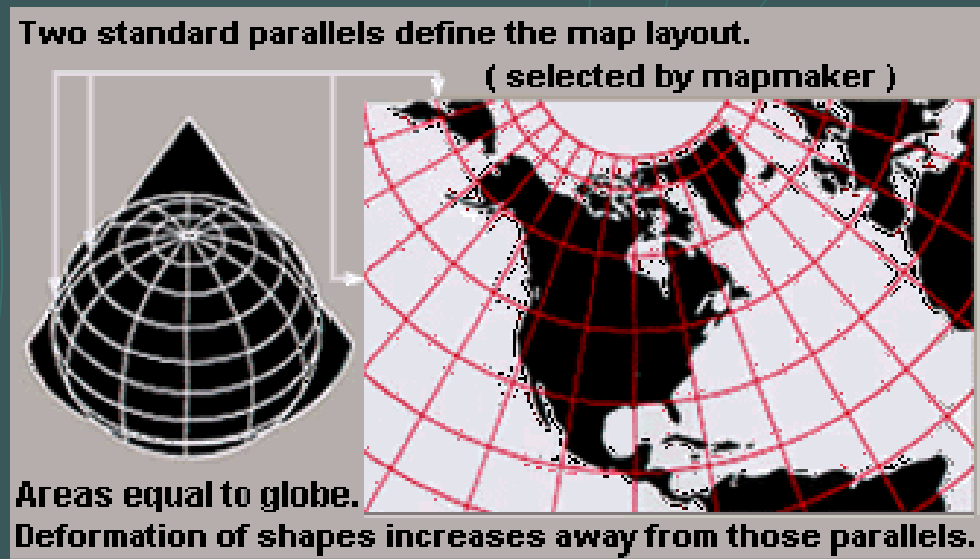 Two standard parallels define the map layout.
( selected by mapmaker )
Areas equal to globe.
Deformation of shapes increases away from those parallels.